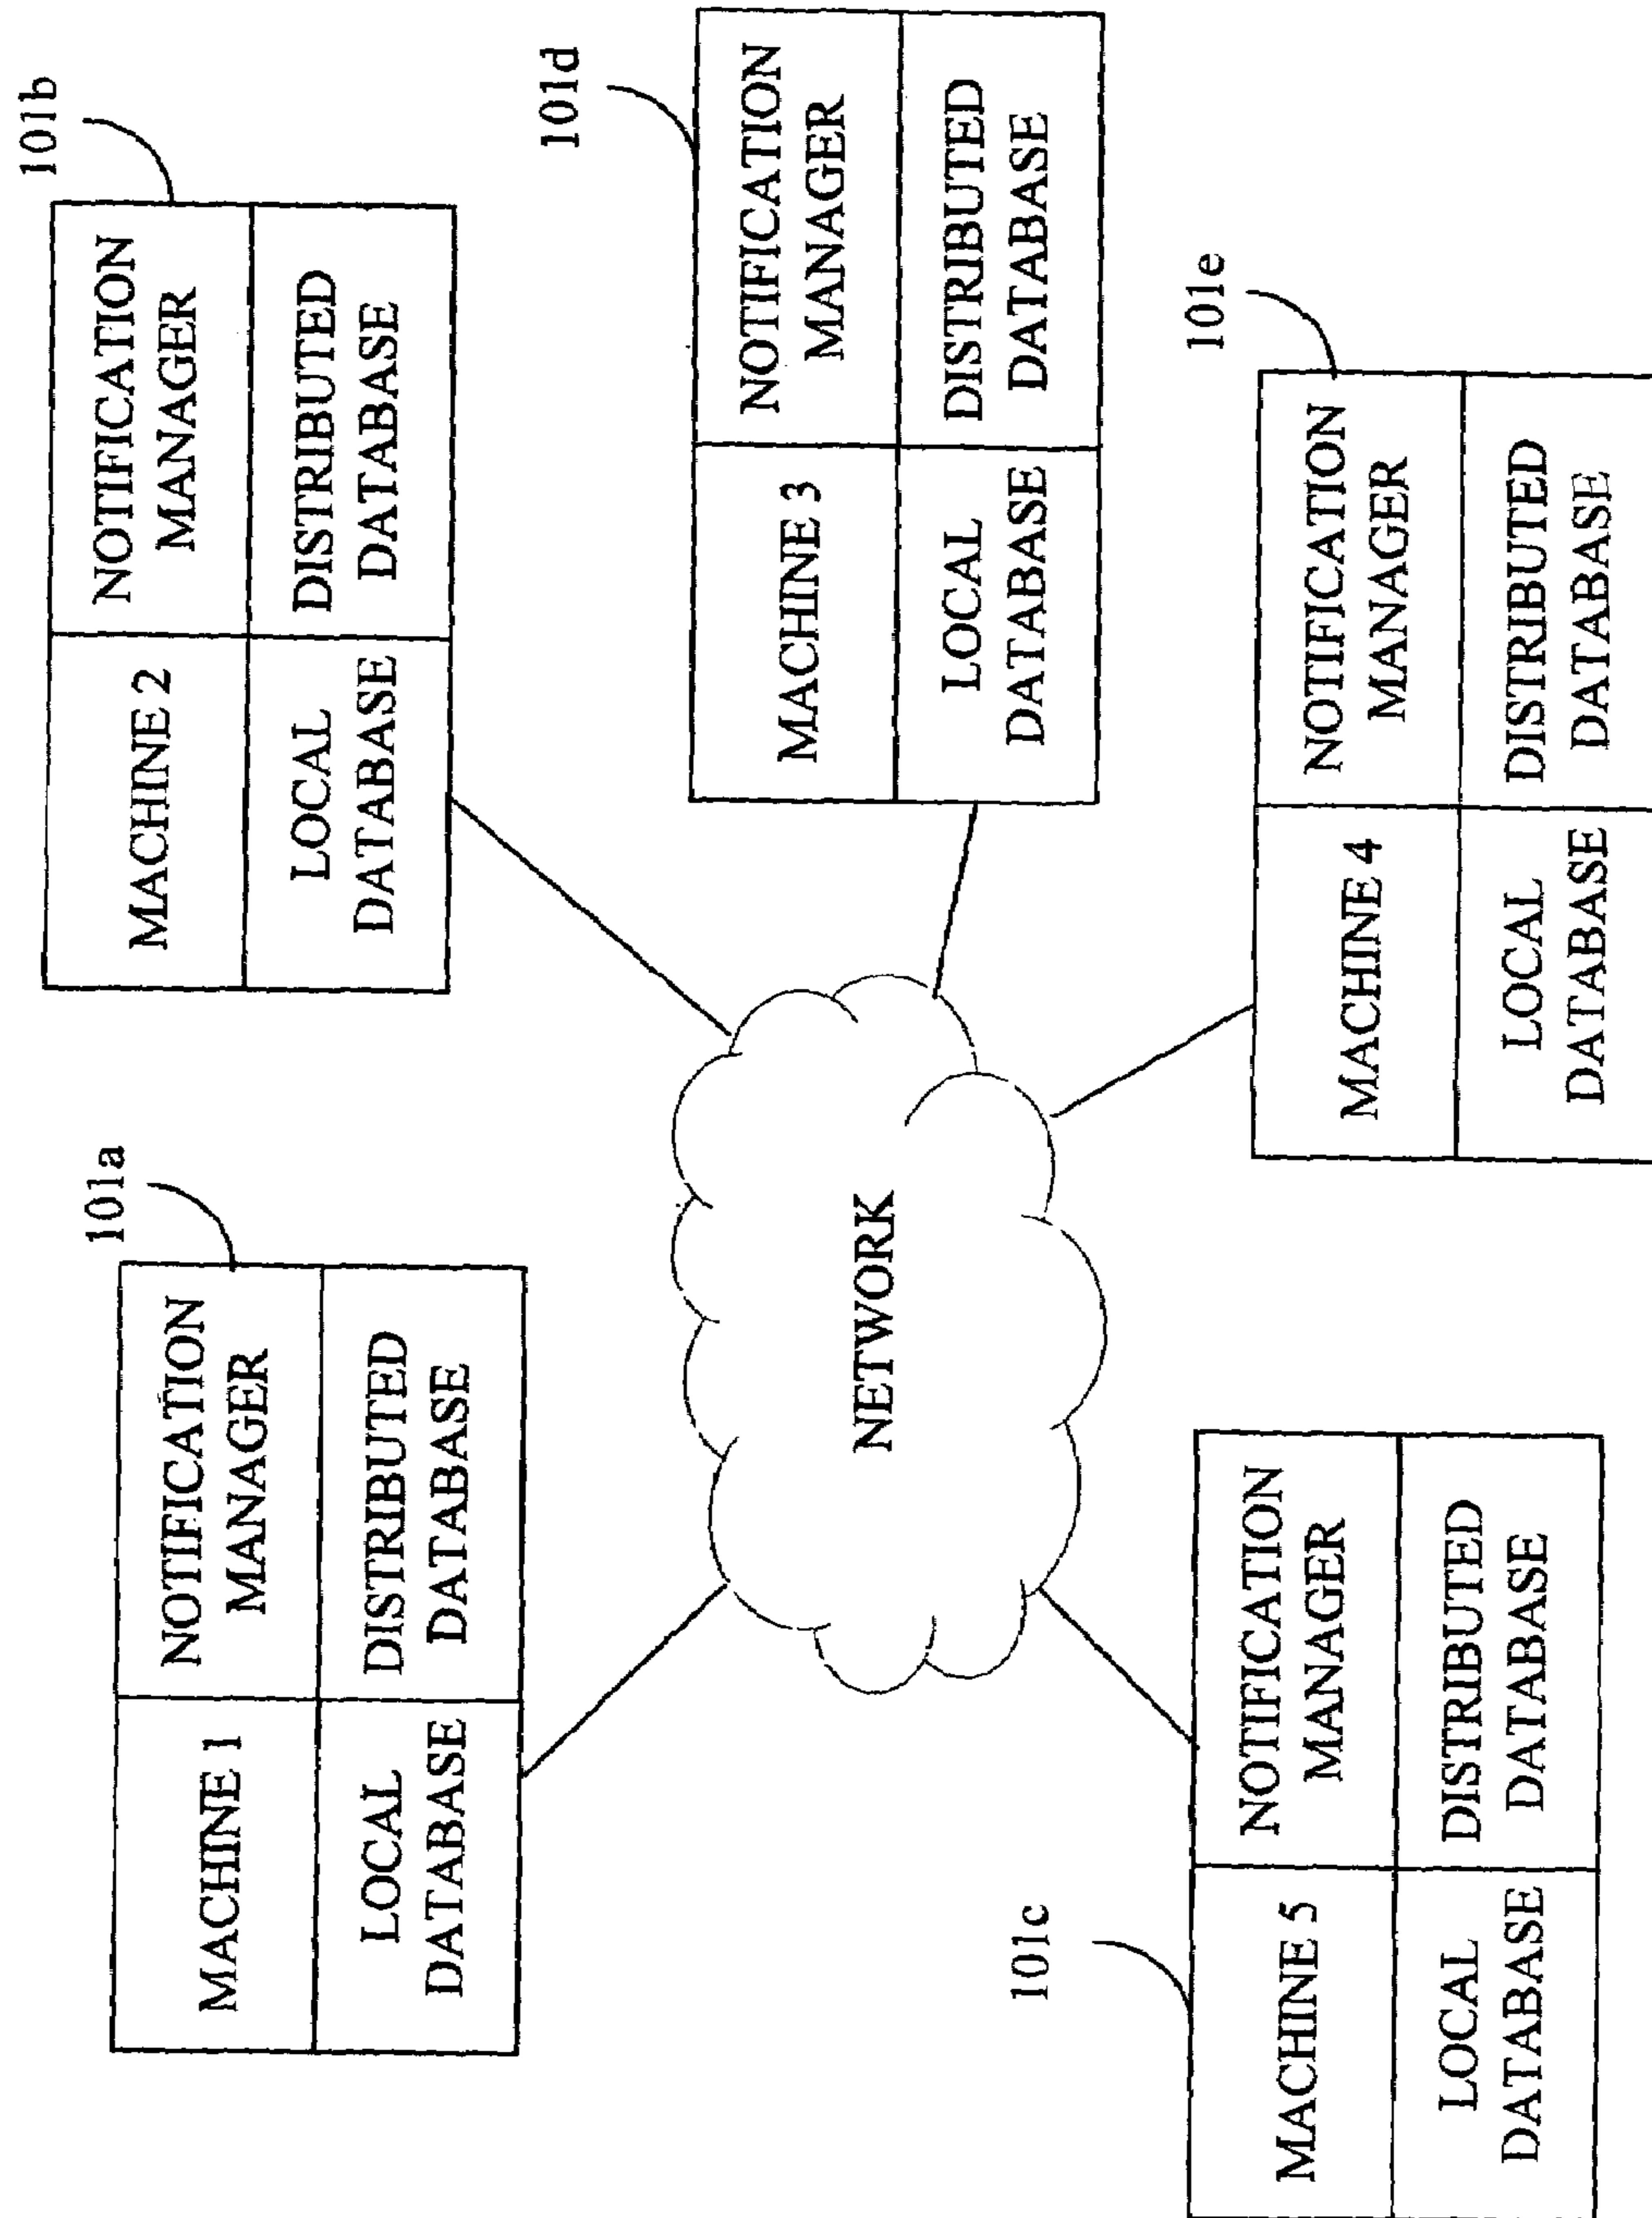 101a
MACHINE 1
NOTIFICATION
MANAGER
LOCAL
DATABASE
DISTRIBUTED
DATABASE
101b
MACHINE 2
NOTIFICATION
MANAGER
LOCAL
DATABASE
DISTRIBUTED
DATABASE
101d
MACHINE 3
NOTIFICATION
MANAGER
LOCAL
DATABASE
DISTRIBUTED
DATABASE
NETWORK
101c
MACHINE 5
NOTIFICATION
MANAGER
LOCAL
DATABASE
DISTRIBUTED
DATABASE
101e
MACHINE 4
NOTIFICATION
MANAGER
LOCAL
DATABASE
DISTRIBUTED
DATABASE